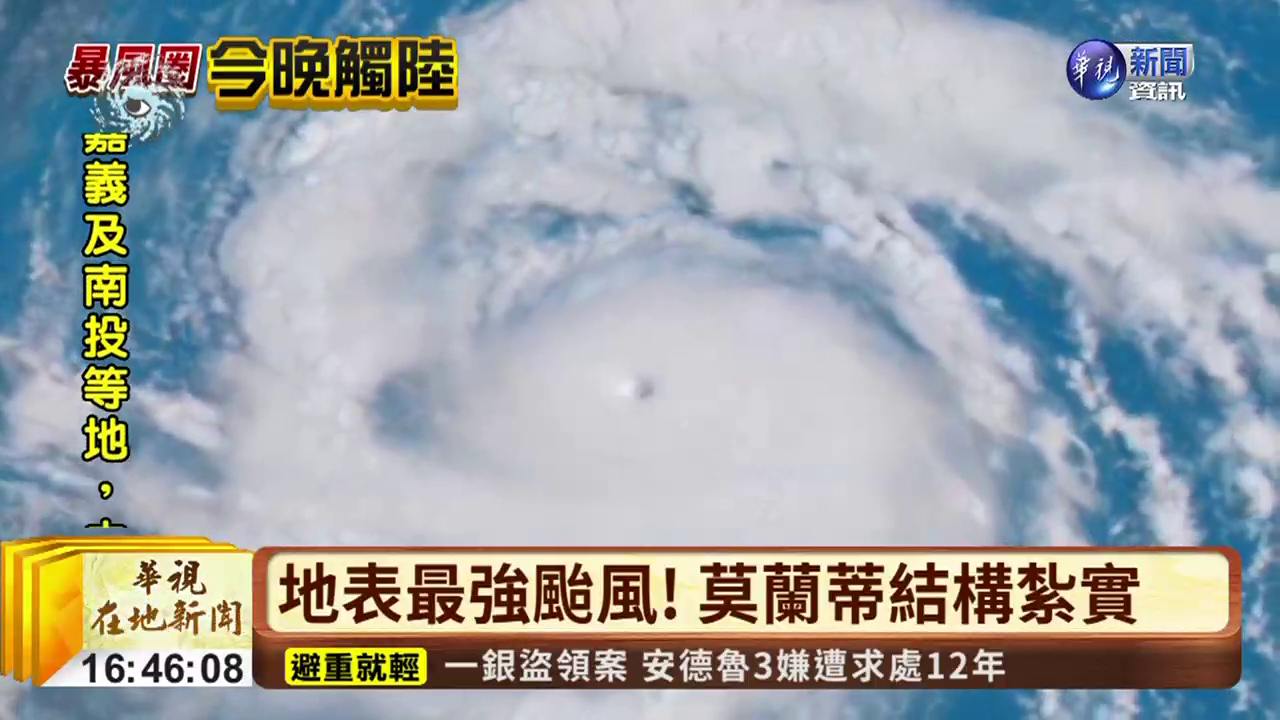 暴風圈 今晚觸陸
華視 新聞
資訊
嘉義及南投等地，
華視
在地新聞
16:46:08
地表最強颱風! 莫蘭蒂結構紮實
避重就輕 一銀盜領案 安德魯3嫌遭求處12年